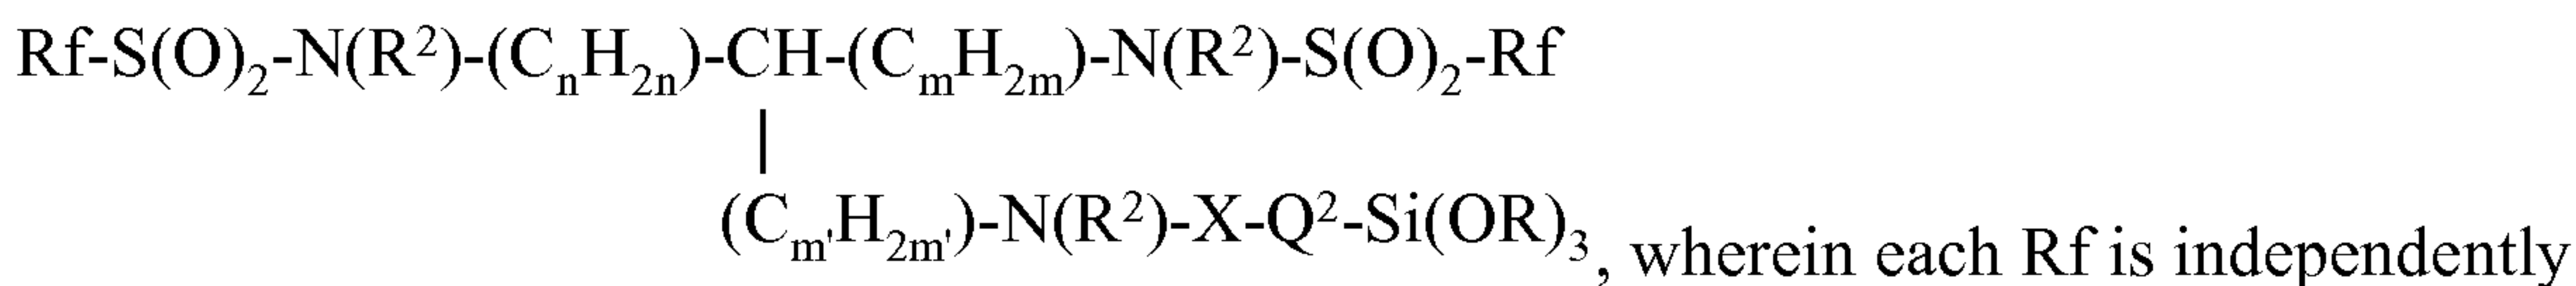 Rf-S(O)₂-N(R²)-(CₙH₂ₙ)-CH-(CₘH₂ₘ)-N(R²)-S(O)₂-Rf
|
(Cₘ'H₂ₘ')-N(R²)-X-Q²-Si(OR)₃, wherein each Rf is independently